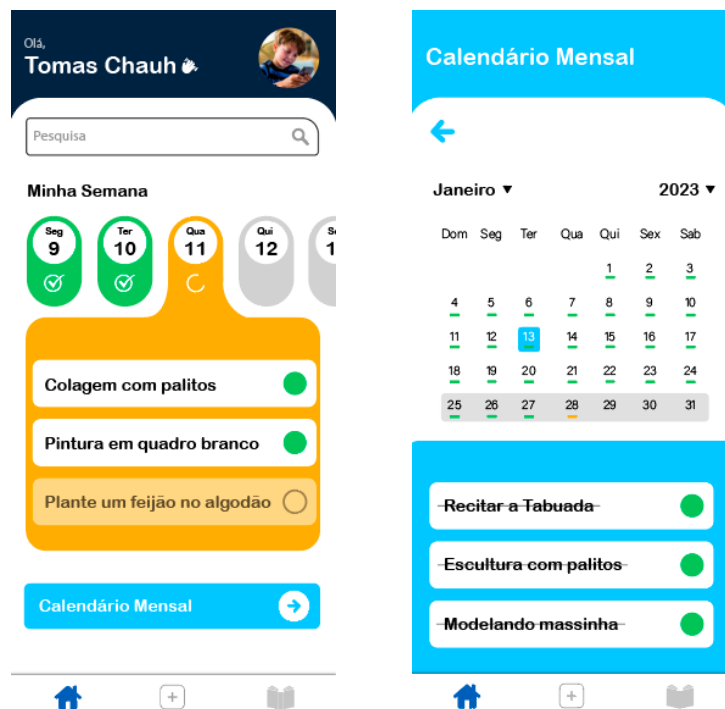 Olá,
Tomas Chauh
Pesquisa
Minha Semana
Seg Ter Qua Qui
9 10 11 12
Colagem com palitos
Pintura em quadro branco
Plante um feijão no algodão
Calendário Mensal
Calendário Mensal
Janeiro 2023
Dom Seg Ter Qua Qui Sex Sab
1 2 3
4 5 6 7 8 9 10
11 12 13 14 15 16 17
18 19 20 21 22 23 24
25 26 27 28 29 30 31
Recitar a Tabuada
Escultura com palitos
Modelando massinha